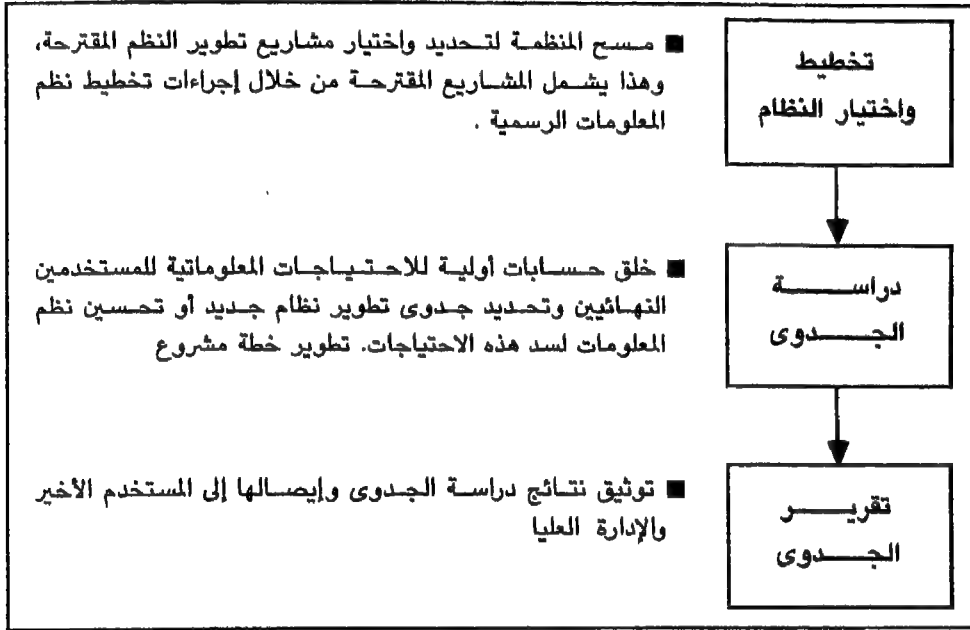 تخطيط
واختيار النظام
■ مسح المنظمة لتحديد واختيار مشاريع تطوير النظم المقترحة،
وهذا يشمل المشاريع المقترحة من خلال إجراءات تخطيط نظم
المعلومات الرسمية .
دراسة
الجدوى
■ خلق حسابات أولية للاحتياجات المعلوماتية للمستخدمين
النهائيين وتحديد جدوى تطوير نظام جديد أو تحسين نظم
المعلومات لسد هذه الاحتياجات. تطوير خطة مشروع
تقرير
الجدوى
■ توثيق نتائج دراسة الجدوى وإيصالها إلى المستخدم الأخير
والإدارة العليا